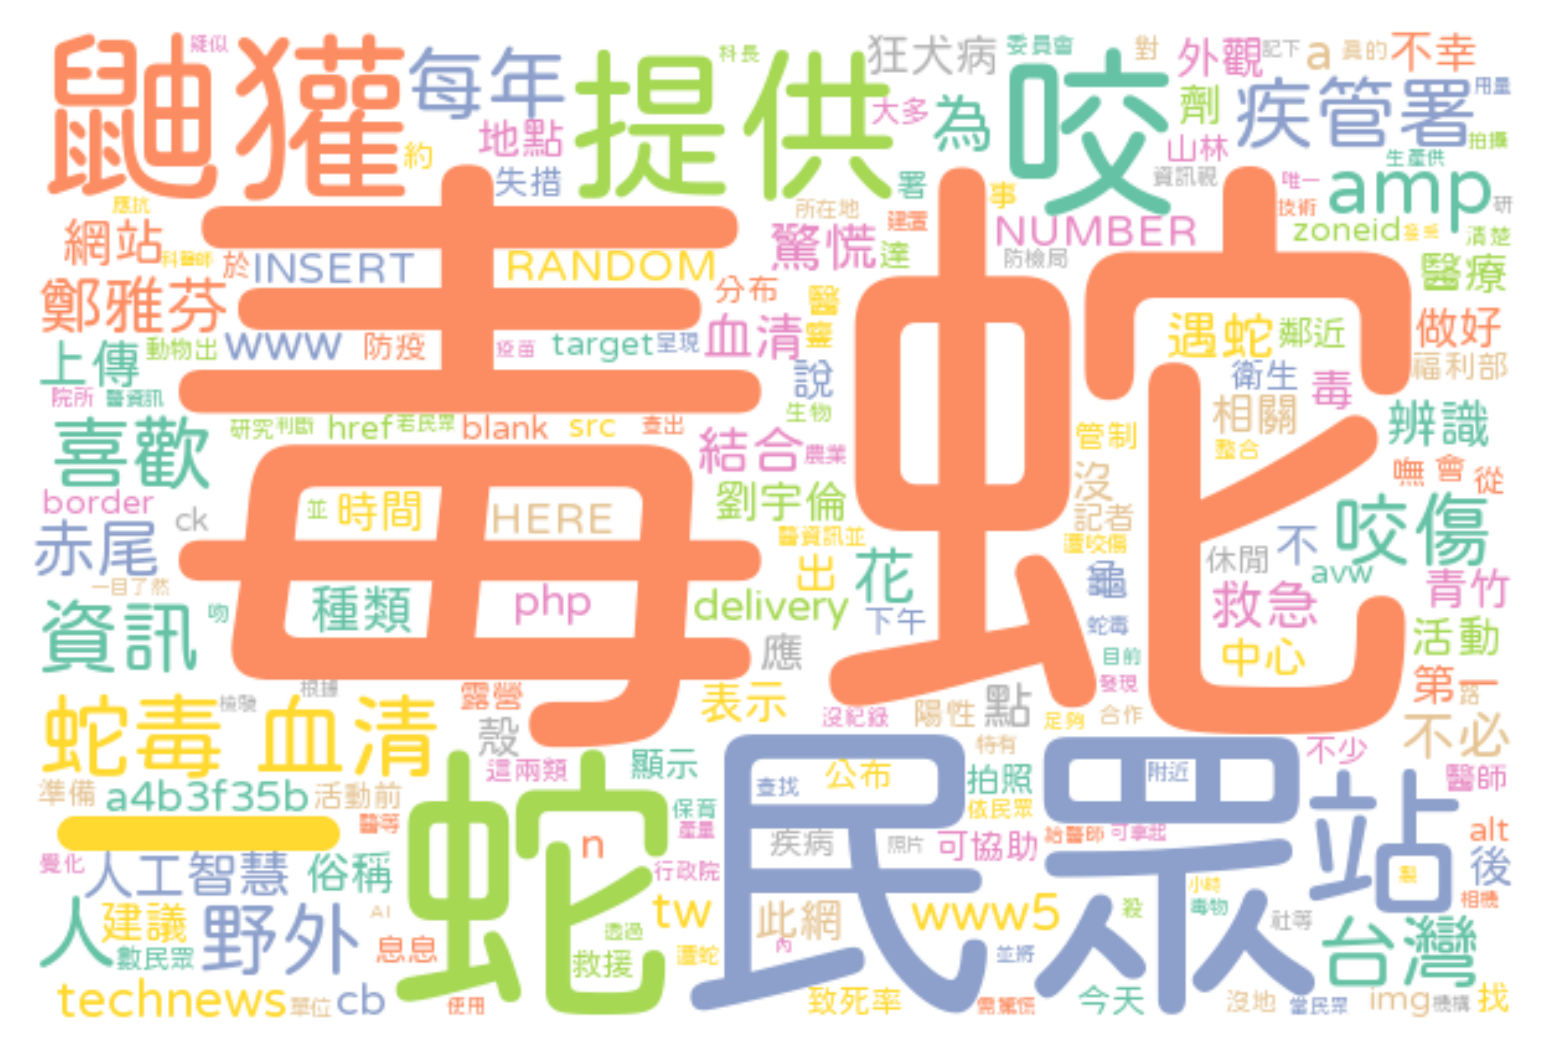 鼬獾
疑似
每年
提供
科長
狂犬病
委員會
咬
對
外觀
記下
a
真的
不幸
地點
約
失措
大多
為
劑
疾管署
用量
拍攝
山林
生產供
資訊視
amp
唯一
技術
研
應抗
毒蛇
署
事
所在地
建置
網站
科醫師
於
INSERT
RANDOM
驚慌
達
NUMBER
防檢局
zoneid
清楚
醫療
鄭雅芬
分布
醫
血清
靈
遇蛇
鄰近
做好
上傳
動物出
www
防疫
疫苗
target
呈現
說
衛生
毒
福利部
院所
醫資訊
生物
相關
辨識
喜歡
研究
判斷
href
若民眾
blank
src
查出
結合
農業
管制
整合
嘸
會
從
border
ck
並
時間
HERE
劉宇倫
沒
記者
醫資訊並
遭咬傷
咬傷
赤尾
一目了然
出
花
龜
不
休閒
avw
青竹
資訊
吻
種類
php
delivery
下午
蛇毒
救急
活動
應
目前
中心
發現
第一
路
蛇毒 血清
根據
檢驗
露營
殼
表示
沒紀錄
陽性
點
足夠
合作
不必
這兩類
顯示
特有
不少
準備
a4b3f35b
活動前
醫等
蛇
民眾
查找
公布
拍照
依民眾
附近
站
醫師
一
保育
產量
n
疾病
照片
可協助
給醫師
可拿起
alt
覺化
人工智慧
俗稱
行政院
小時
製
後
相機
人
建議
數民眾
野外
AI
息息
tw
透過
救援
遭蛇
此網
內
www5
殺
毒物
並將
社等
台灣
technews
單位
cb
使用
致死率
需驚慌
今天
沒地
當民眾
img
機構
找